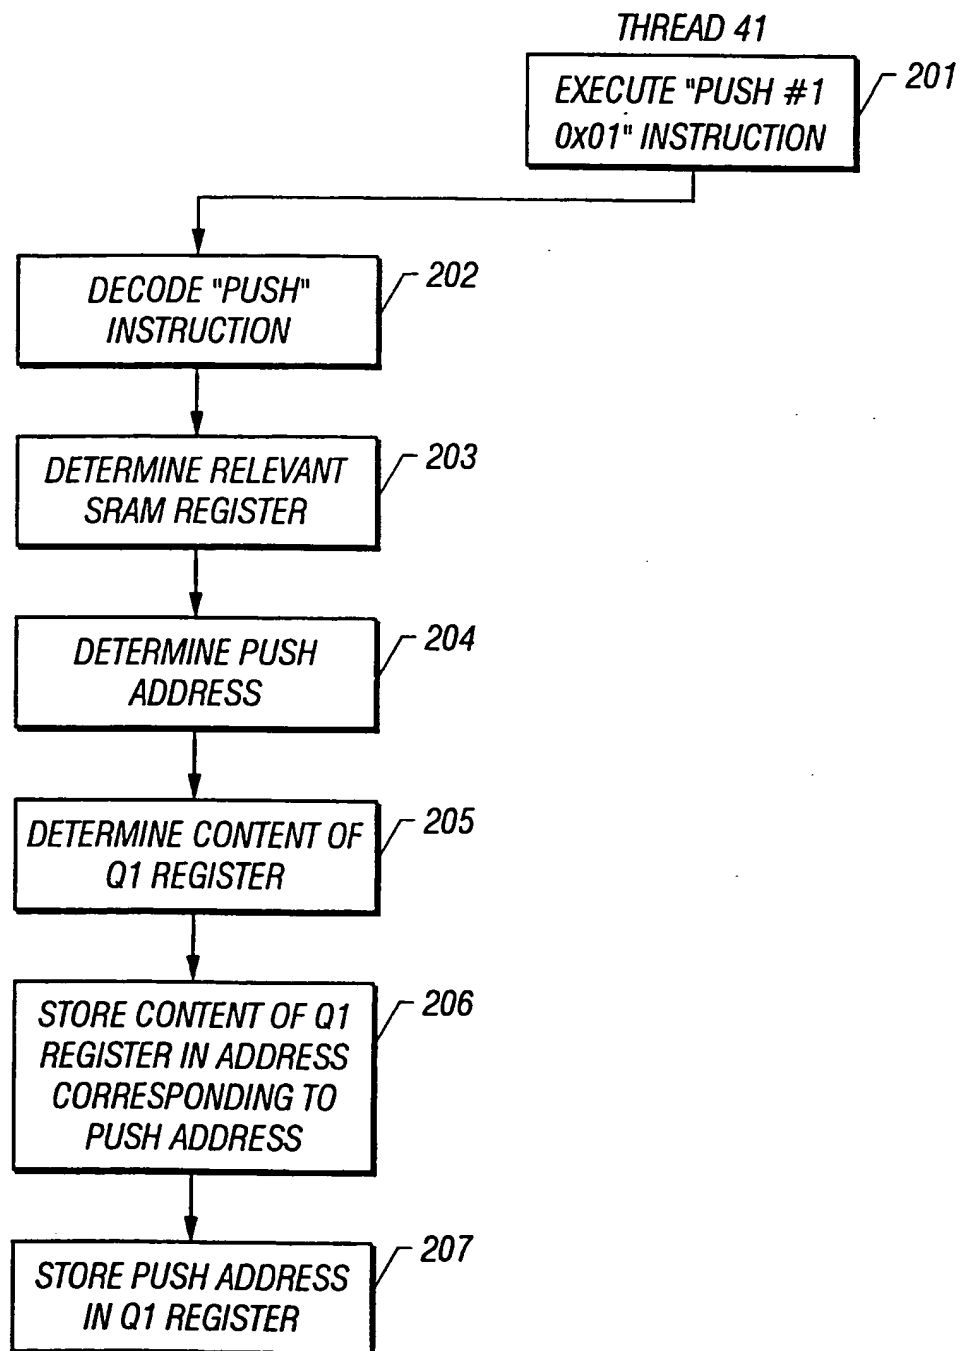 THREAD 41
EXECUTE "PUSH #1
0x01" INSTRUCTION
201
DECODE "PUSH"
INSTRUCTION
202
DETERMINE RELEVANT
SRAM REGISTER
203
DETERMINE PUSH
ADDRESS
204
DETERMINE CONTENT OF
Q1 REGISTER
205
STORE CONTENT OF Q1
REGISTER IN ADDRESS
CORRESPONDING TO
PUSH ADDRESS
206
STORE PUSH ADDRESS
IN Q1 REGISTER
207